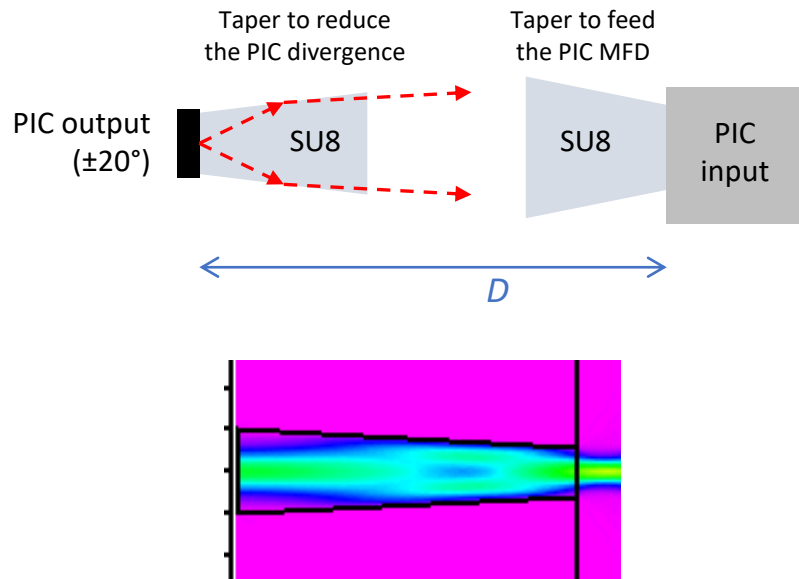 Taper to reduce
the PIC divergence
Taper to feed
the PIC MFD
PIC output
(±20°)
SU8
SU8
PIC
input
D